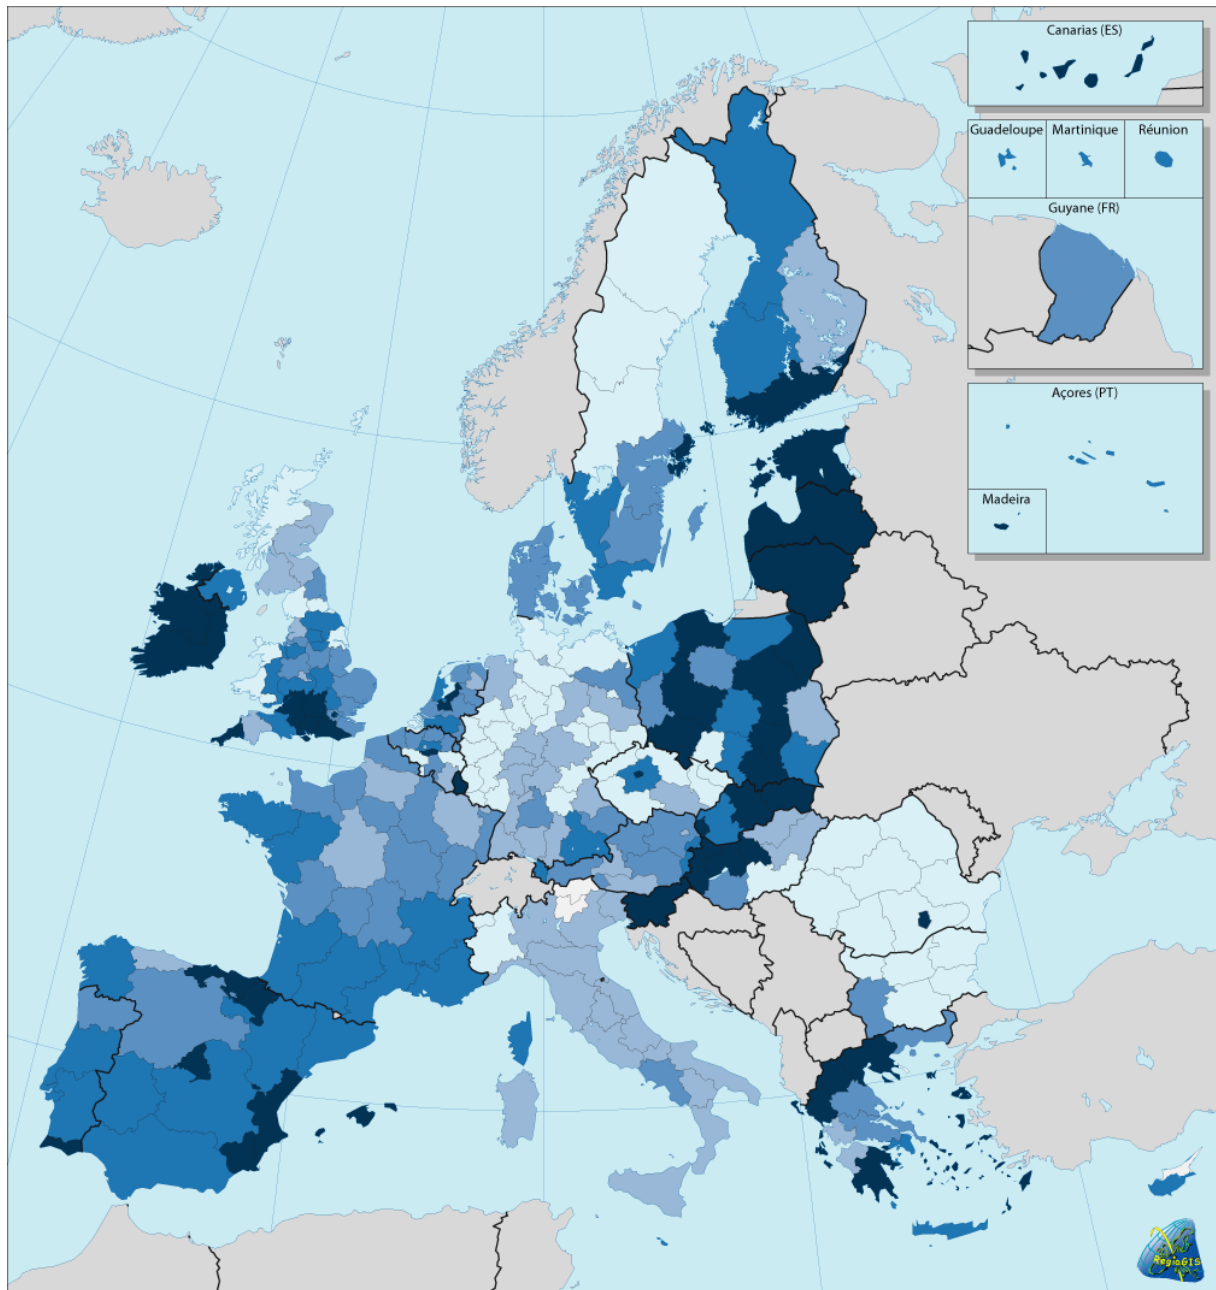 Canarias (ES)
Guadeloupe
Martinique
Réunion
Guyane (FR)
Açores (PT)
Madeira
RegioGIS